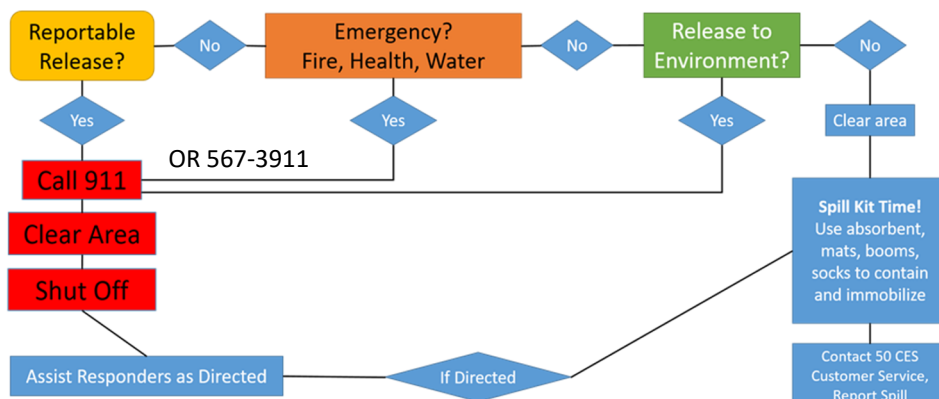 Reportable
Release?
No
Emergency?
Fire, Health, Water
No
Release to
Environment?
No
Yes
Yes
Yes
Clear area
OR 567-3911
Call 911
Clear Area
Shut Off
Spill Kit Time!
Use absorbent,
mats, booms,
socks to contain
and immobilize
Assist Responders as Directed
If Directed
Contact 50 CES
Customer Service,
Report Spill